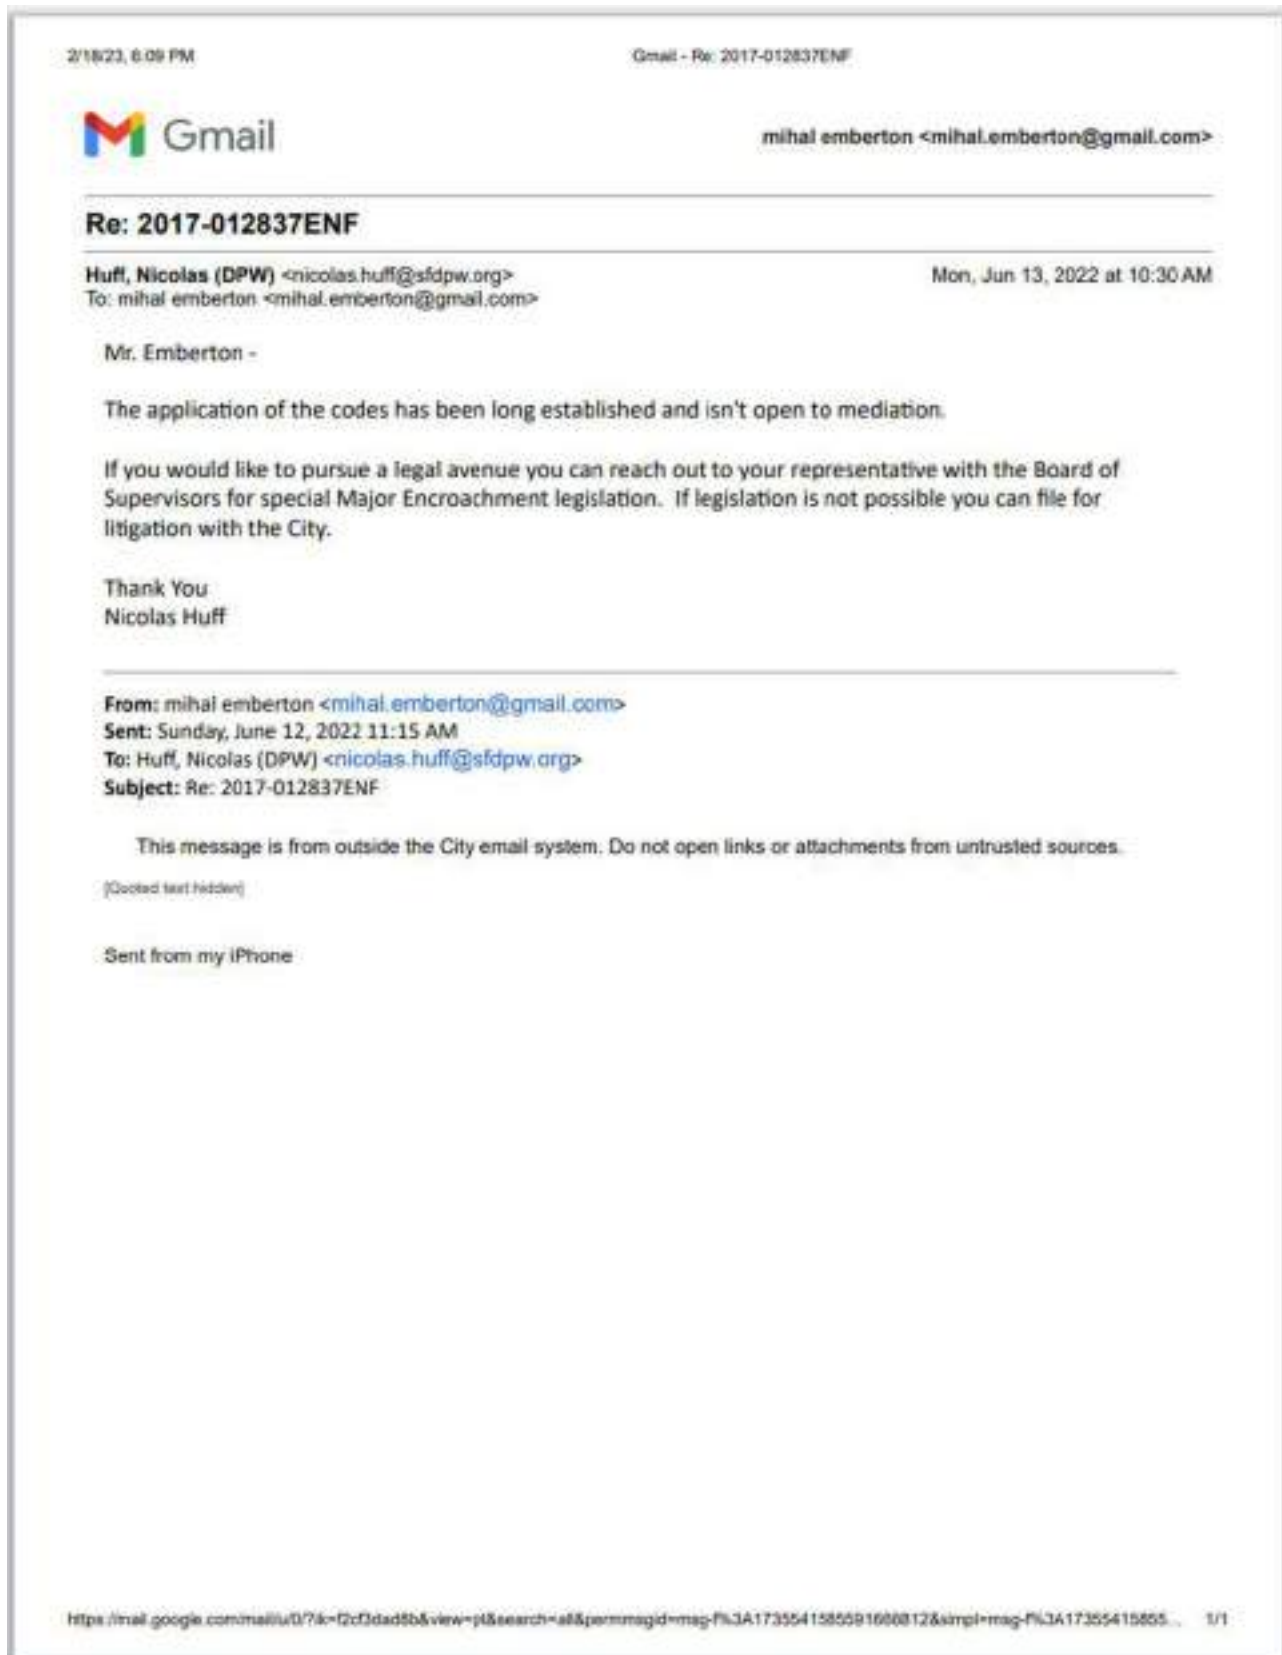 2/18/23, 6:09 PM
Gmail - Re: 2017-012837ENF
Gmail
mihal emberton <mihal.emberton@gmail.com>
Re: 2017-012837ENF
Huff, Nicolas (DPW) <nicolas.huff@sfdpw.org>
Mon, Jun 13, 2022 at 10:30 AM
To: mihal emberton <mihal.emberton@gmail.com>
Mr. Emberton -
The application of the codes has been long established and isn't open to mediation.
If you would like to pursue a legal avenue you can reach out to your representative with the Board of
Supervisors for special Major Encroachment legislation.  If legislation is not possible you can file for
litigation with the City.
Thank You
Nicolas Huff
From: mihal emberton <mihal.emberton@gmail.com>
Sent: Sunday, June 12, 2022 11:15 AM
To: Huff, Nicolas (DPW) <nicolas.huff@sfdpw.org>
Subject: Re: 2017-012837ENF
This message is from outside the City email system. Do not open links or attachments from untrusted sources.
[Quoted text hidden]
Sent from my iPhone
1/1